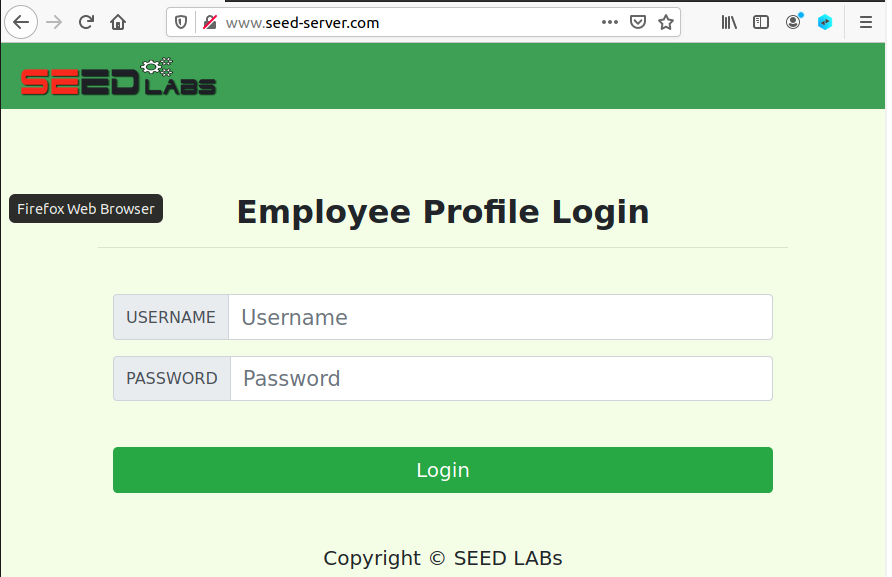 www.seed-server.com
SEED LABS
Employee Profile Login
Firefox Web Browser
USERNAME Username
PASSWORD Password
Login
Copyright © SEED LABs